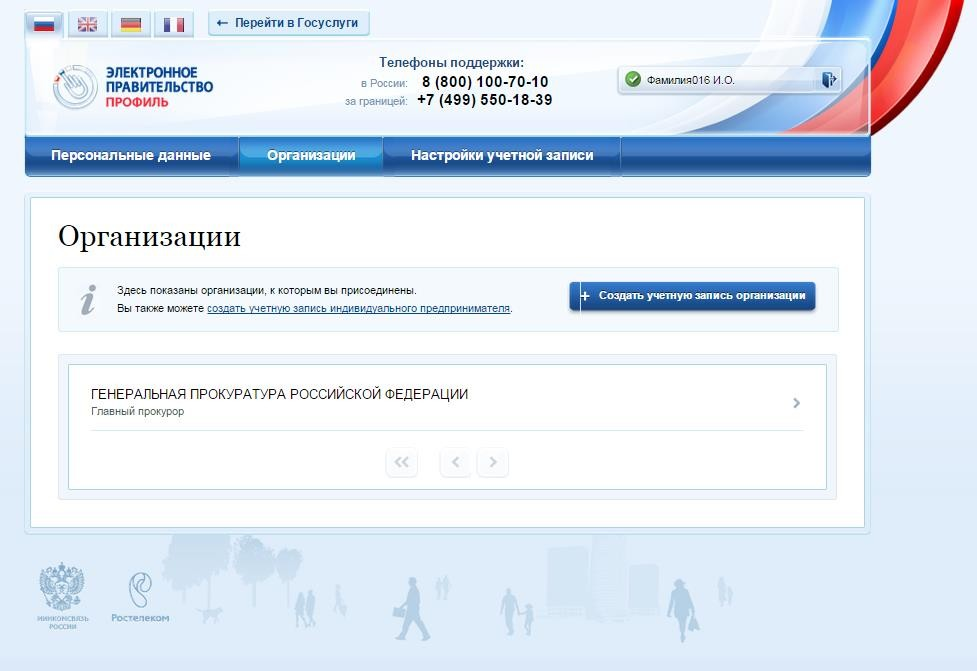 ← Перейти в Госуслуги
ЭЛЕКТРОННОЕ
ПРАВИТЕЛЬСТВО
ПРОФИЛЬ
Телефоны поддержки:
в России: 8 (800) 100-70-10
за границей: +7 (499) 550-18-39
Фамилия016 И.О.
Персональные данные
Организации
Настройки учетной записи
Организации
Здесь показаны организации, к которым вы присоединены.
Вы также можете создать учетную запись индивидуального предпринимателя.
+ Создать учетную запись организации
ГЕНЕРАЛЬНАЯ ПРОКУРАТУРА РОССИЙСКОЙ ФЕДЕРАЦИИ
Главный прокурор
МИНКОМСВЯЗЬ
РОССИИ
Ростелеком